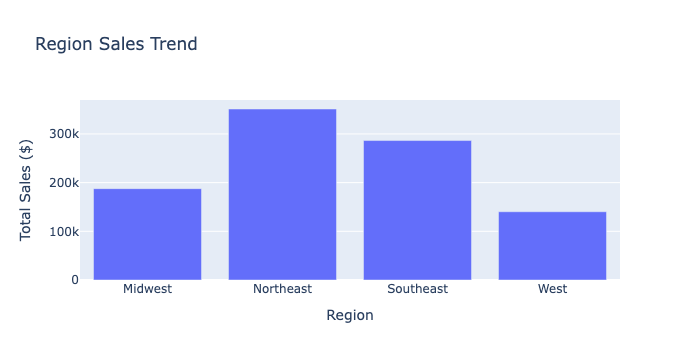 Region Sales Trend
Total Sales ($)
300k
200k
100k
0
Midwest Northeast Southeast West
Region